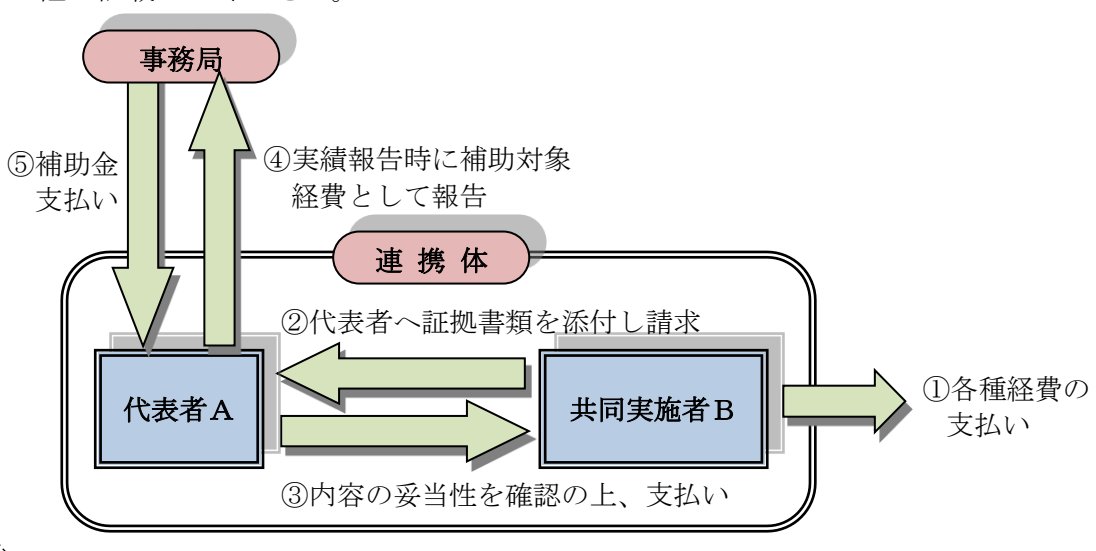 事務局
⑤補助金
支払い
④実績報告時に補助対象
経費として報告
連携体
②代表者へ証拠書類を添付し請求
代表者A
共同実施者B
①各種経費の
支払い
③内容の妥当性を確認の上、支払い